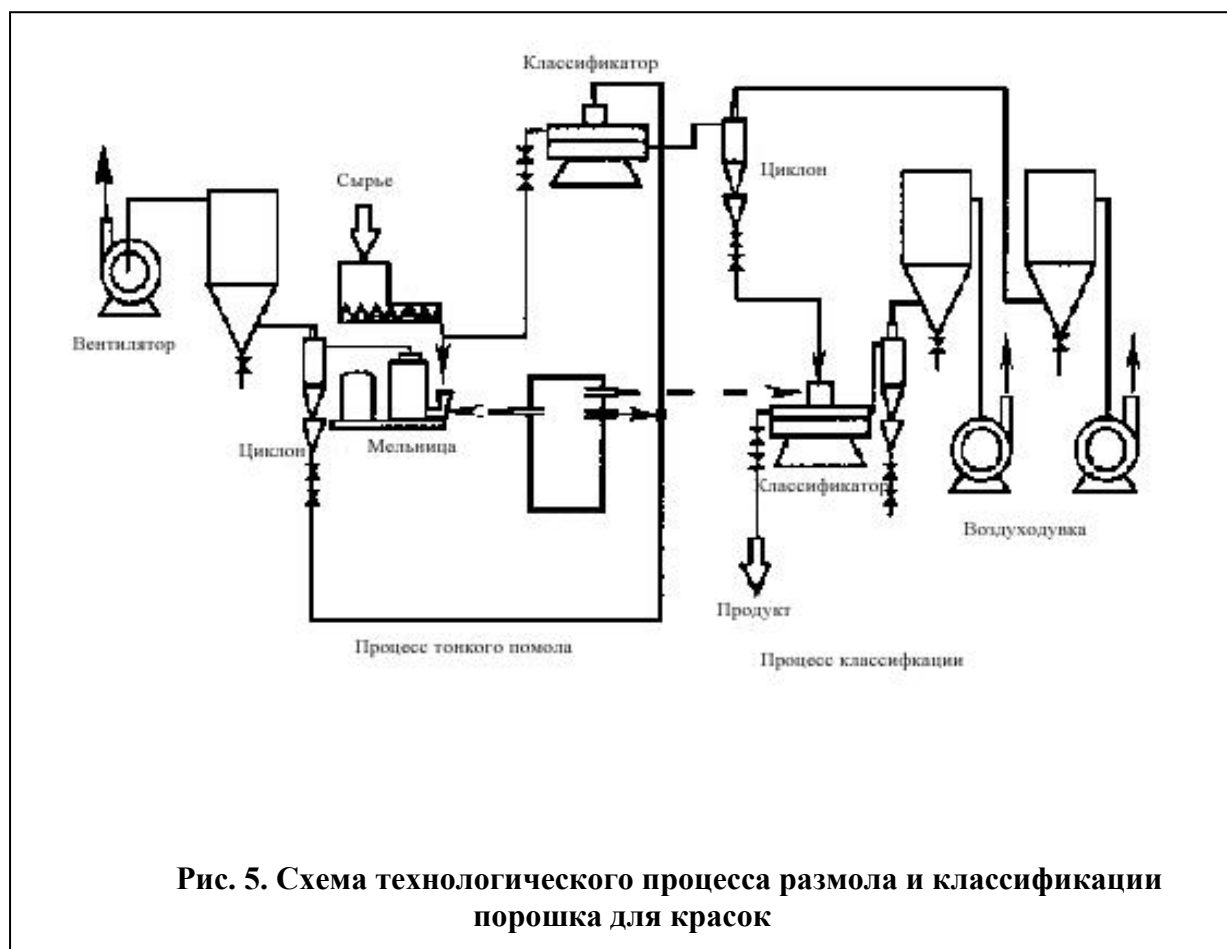 Классификатор
Циклон
Сырье
Вентилятор
Циклон
Мельница
Классификатор
Воздуходувка
Продукт
Процесс тонкого помола
Процесс классифкации
Рис. 5. Схема технологического процесса размола и классификации
порошка для красок